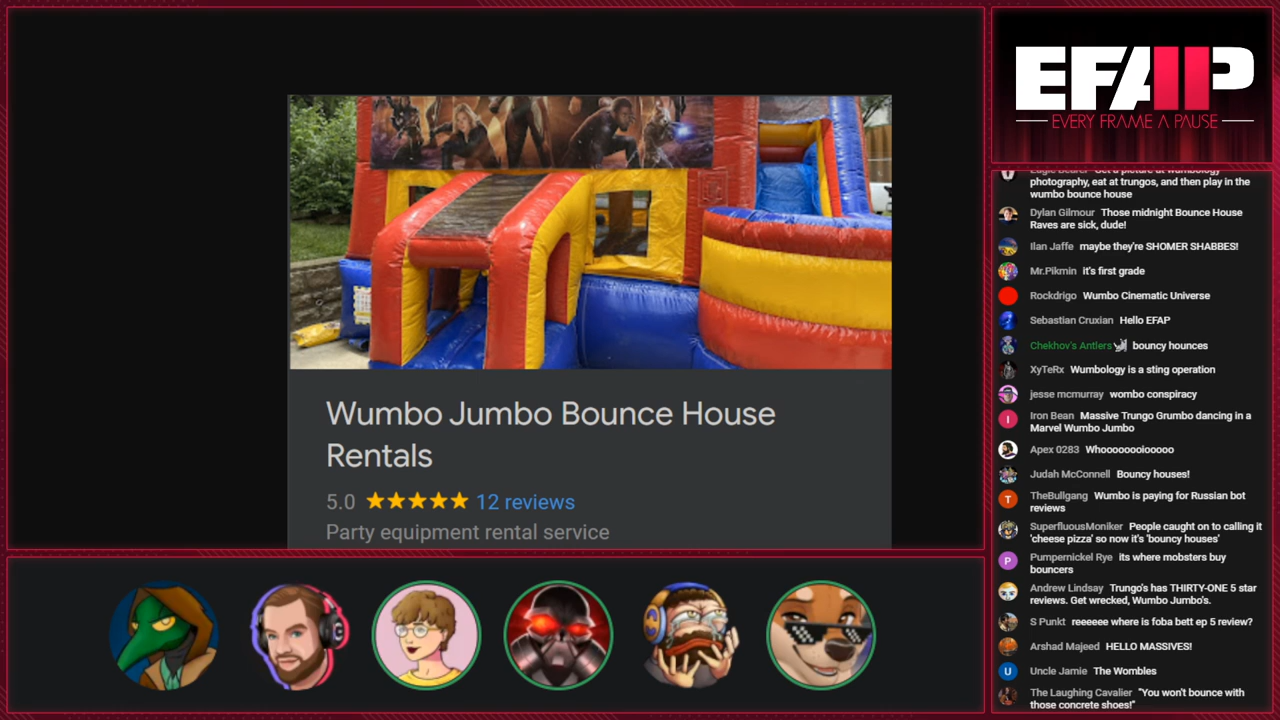 Wumbo Jumbo Bounce House
Rentals
5.0 12 reviews
Party equipment rental service
EFAP
EVERY FRAME A PAUSE
photography, eat at trungos, and then play in the
wumbo bounce house
Dylan Gilmour Those midnight Bounce House
Raves are sick, dude!
Ilan Jaffe maybe they're SHOMER SHABBES!
Mr.Pikmin it's first grade
Rockdrigo Wumbo Cinematic Universe
Sebastian Cruxian Hello EFAP
Chekhov's Antlers bouncy hounces
XyTeRx Wumbology is a sting operation
jesse mcmurray wombo conspiracy
I
Iron Bean Massive Trungo Grumbo dancing in a
Marvel Wumbo Jumbo
Apex 0283 Whoooooooiooooo
Judah McConnell Bouncy houses!
T
TheBullgang Wumbo is paying for Russian bot
reviews
SuperfluousMoniker People caught on to calling it
'cheese pizza' so now it's 'bouncy houses'
P
Pumpernickel Rye its where mobsters buy
bouncers
Andrew Lindsay Trungo's has THIRTY-ONE 5 star
reviews. Get wrecked, Wumbo Jumbo's.
S Punkt reeeeee where is foba bett ep 5 review?
Arshad Majeed HELLO MASSIVES!
U
Uncle Jamie The Wombles
The Laughing Cavalier "You won't bounce with
those concrete shoes!"